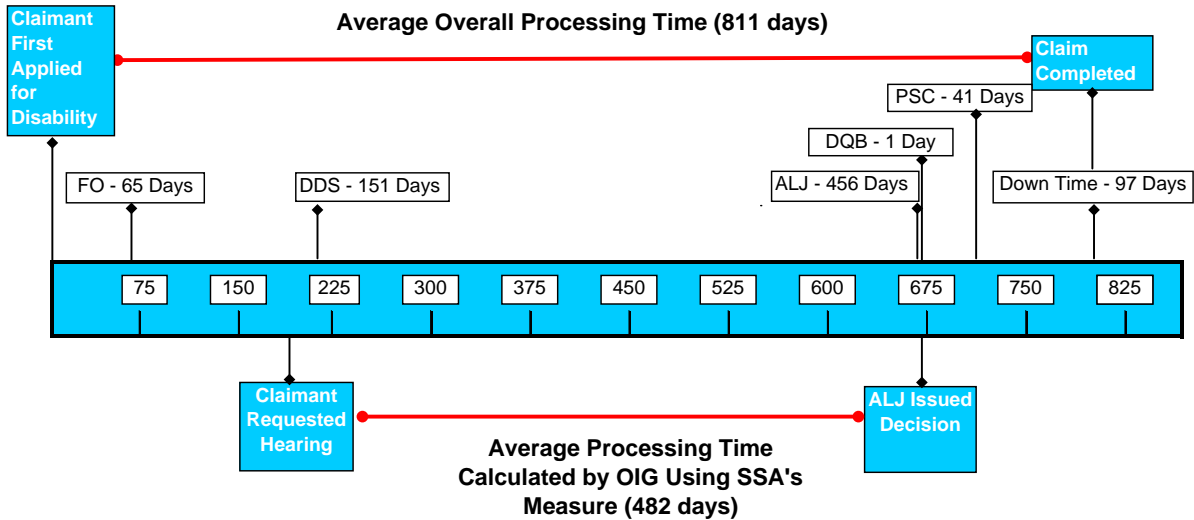 Average Overall Processing Time (811 days)
Claimant
First
Applied
for
Disability
Claim
Completed
PSC - 41 Days
DQB - 1 Day
FO - 65 Days
DDS - 151 Days
ALJ - 456 Days
Down Time - 97 Days
75
150
225
300
375
450
525
600
675
750
825
Claimant
Requested
Hearing
ALJ Issued
Decision
Average Processing Time
Calculated by OIG Using SSA's
Measure (482 days)